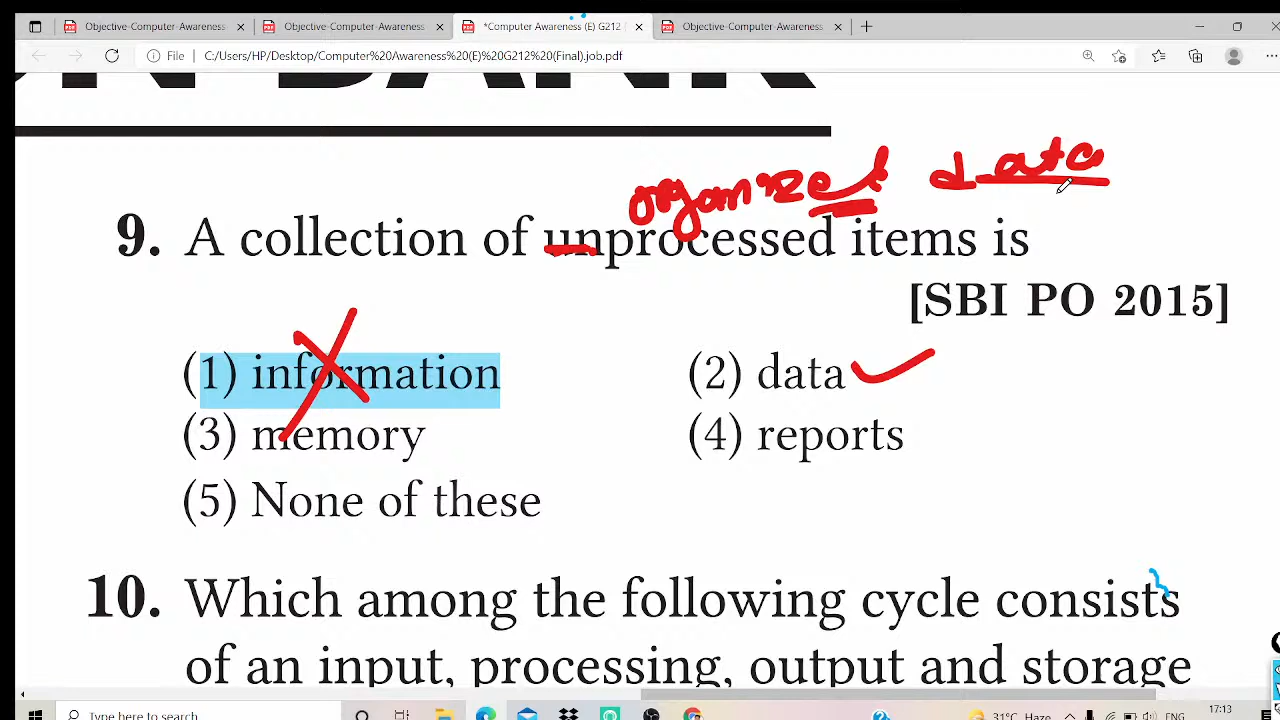 Objective-Computer-Awareness Objective-Computer-Awareness *Computer Awareness (E) G212 Objective-Computer-Awareness
File C:/Users/HP/Desktop/Computer%20Awareness%20(E)%20G212%20(Final).job.pdf
ON BANK
organized data
9. A collection of unprocessed items is
[SBI PO 2015]
(1) information (2) data
(3) memory (4) reports
(5) None of these
10. Which among the following cycle consists
of an input, processing, output and storage
Type here to search 31°C Haze ENG 17:13